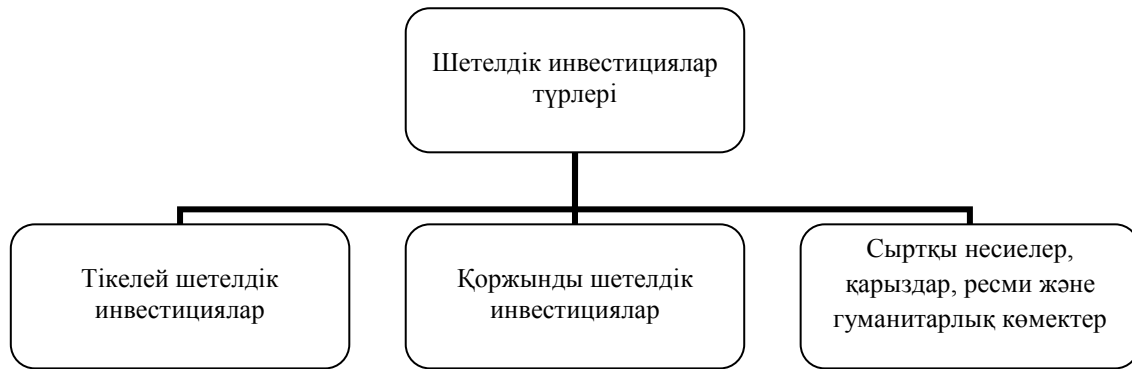 Шетелдік инвестициялар
түрлері
Тікелей шетелдік
инвестициялар
Қоржынды шетелдік
инвестициялар
Сыртқы несиелер,
қарыздар, ресми және
гуманитарлық көмектер